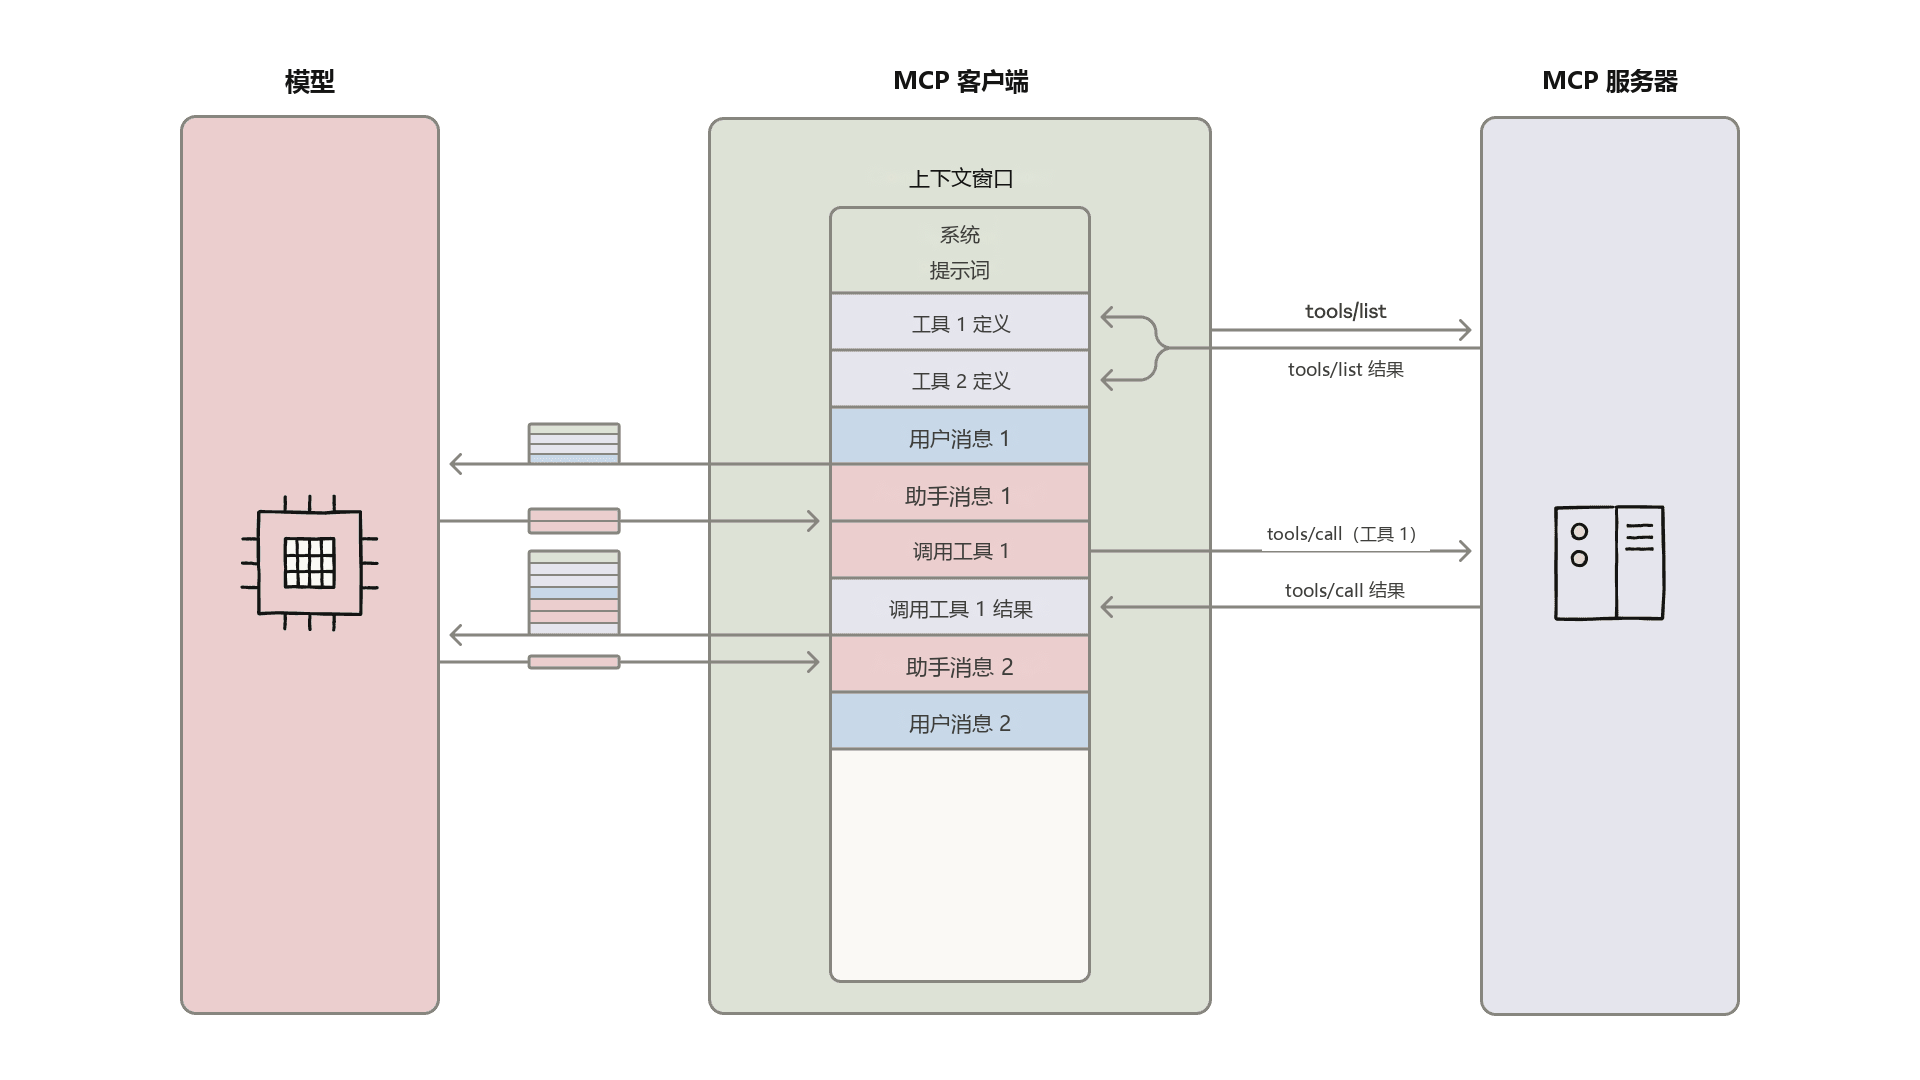 模型
MCP 客户端
MCP 服务器
上下文窗口
系统
提示词
工具 1 定义
工具 2 定义
用户消息 1
助手消息 1
调用工具 1
调用工具 1 结果
助手消息 2
用户消息 2
tools/list
tools/list 结果
tools/call（工具 1）
tools/call 结果